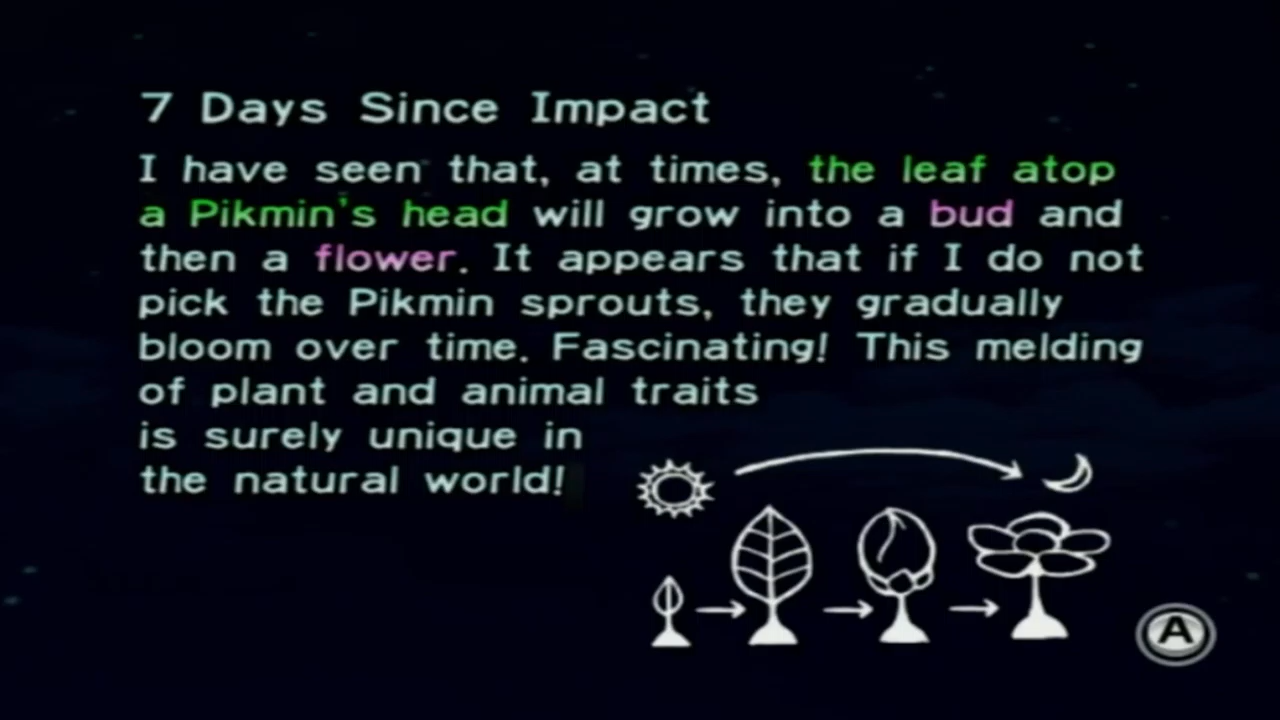 7 Days Since Impact
I have seen that, at times, the leaf atop
a Pikmin's head will grow into a bud and
then a flower. It appears that if I do not
pick the Pikmin sprouts, they gradually
bloom over time. Fascinating! This melding
of plant and animal traits
is surely unique in
the natural world!
A